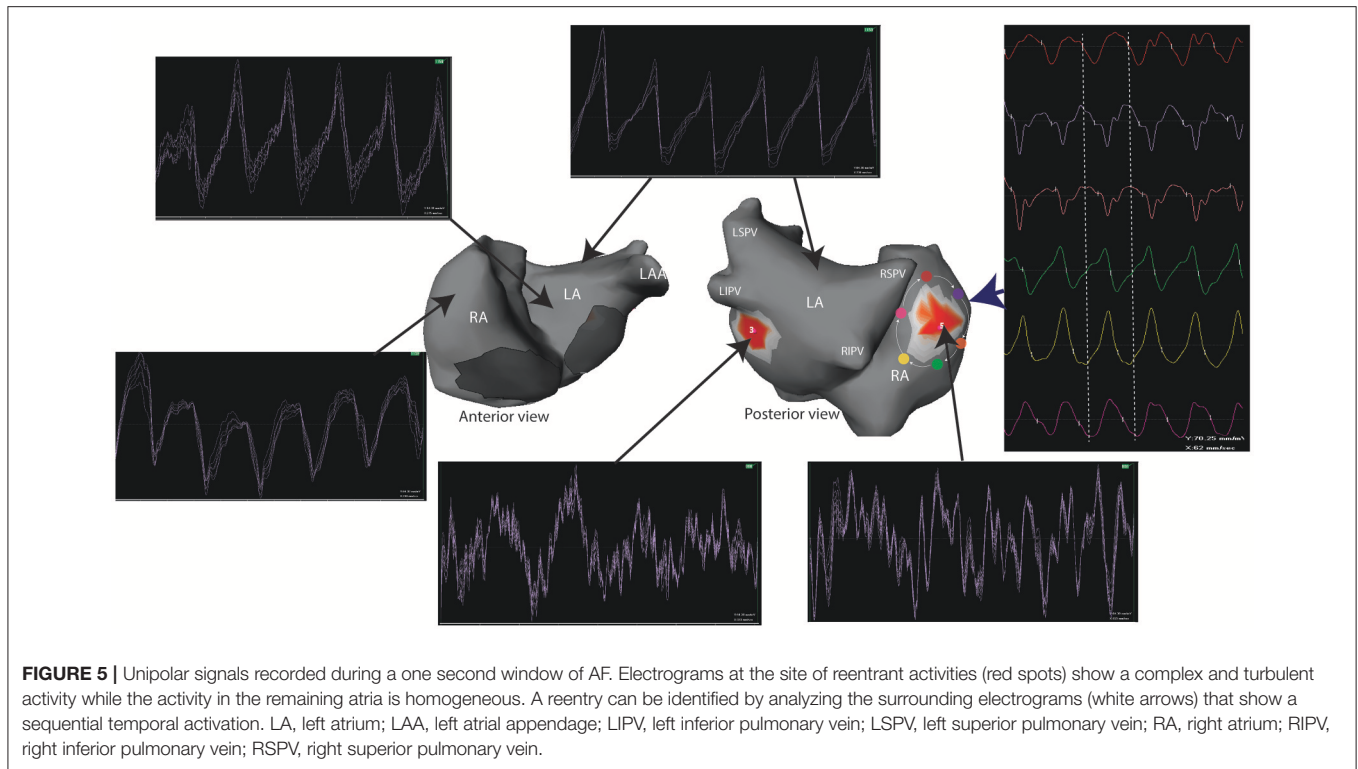 LSPV
RSPV
LAA
LIPV
LA
LA
RA
3
5
RIPV
RA
Anterior view
Posterior view
X:62 mm/sec
FIGURE 5 | Unipolar signals recorded during a one second window of AF. Electrograms at the site of reentrant activities (red spots) show a complex and turbulent
activity while the activity in the remaining atria is homogeneous. A reentry can be identified by analyzing the surrounding electrograms (white arrows) that show a
sequential temporal activation. LA, left atrium; LAA, left atrial appendage; LIPV, left inferior pulmonary vein; LSPV, left superior pulmonary vein; RA, right atrium; RIPV,
right inferior pulmonary vein; RSPV, right superior pulmonary vein.